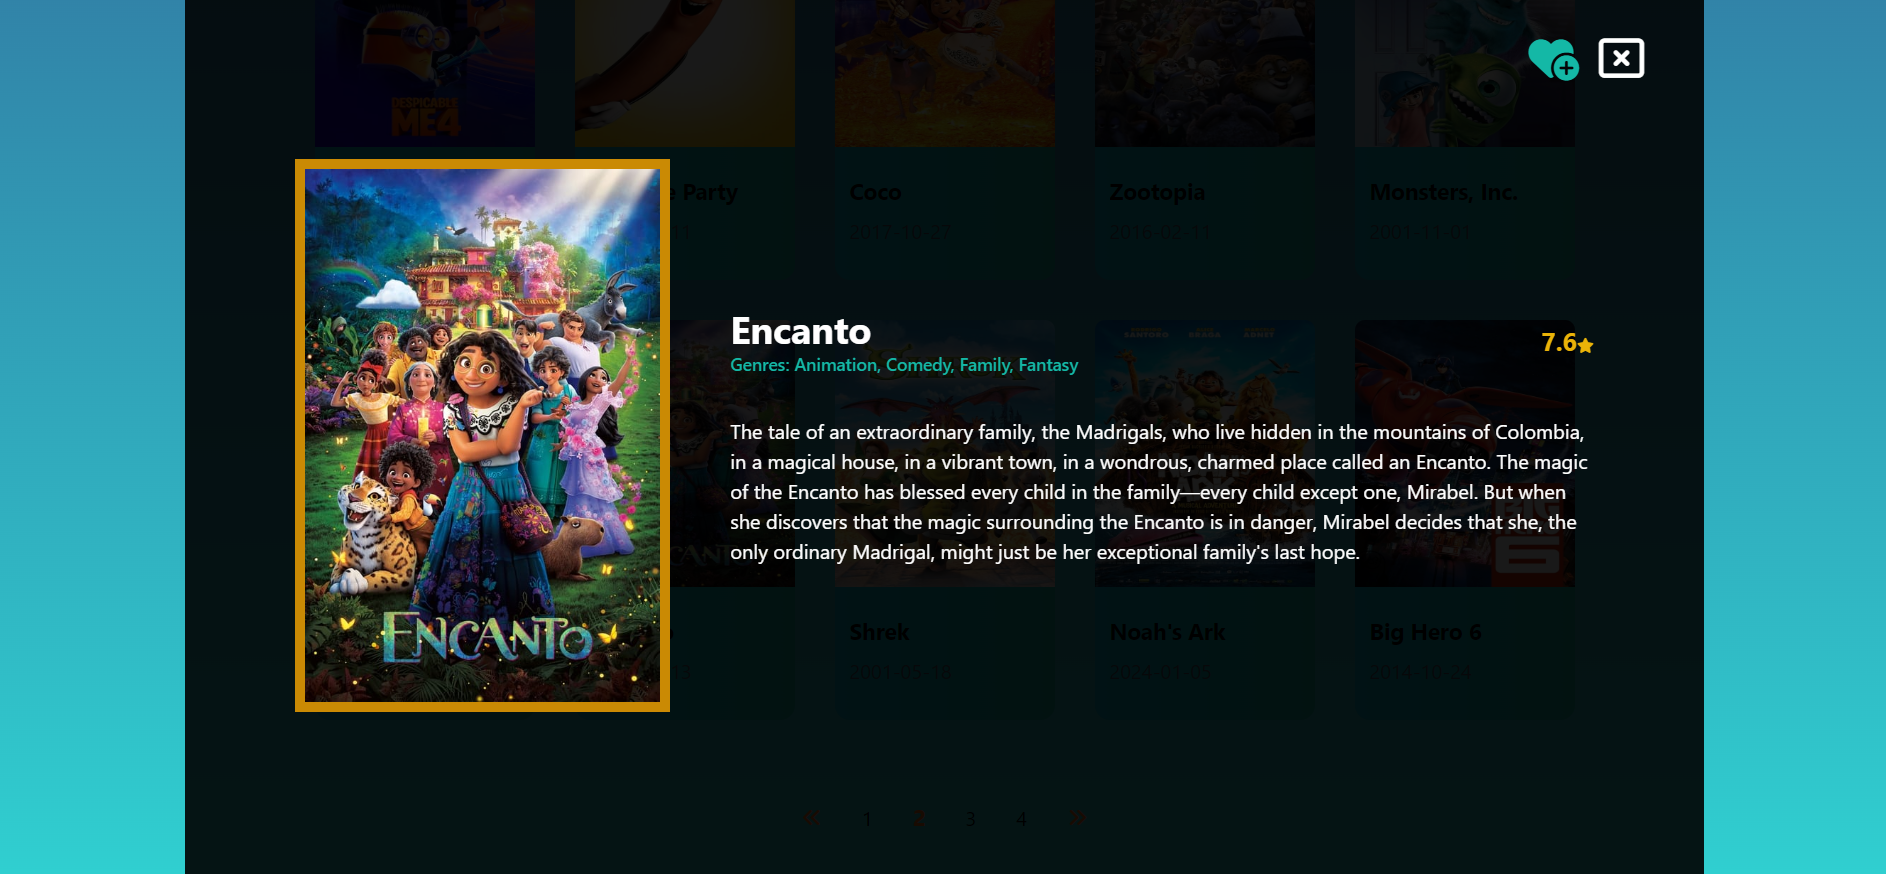 DESPICABLE
ME4
e Party
Coco
Zootopia
Monsters, Inc.
11
2017-10-27
2016-02-11
2001-11-01
Encanto
7.6
Genres: Animation, Comedy, Family, Fantasy
The tale of an extraordinary family, the Madrigals, who live hidden in the mountains of Colombia,
in a magical house, in a vibrant town, in a wondrous, charmed place called an Encanto. The magic
of the Encanto has blessed every child in the family—every child except one, Mirabel. But when
she discovers that the magic surrounding the Encanto is in danger, Mirabel decides that she, the
only ordinary Madrigal, might just be her exceptional family's last hope.
ENCANTO
Shrek
Noah's Ark
Big Hero 6
13
2001-05-18
2024-01-05
2014-10-24
« 1 2 3 4 »